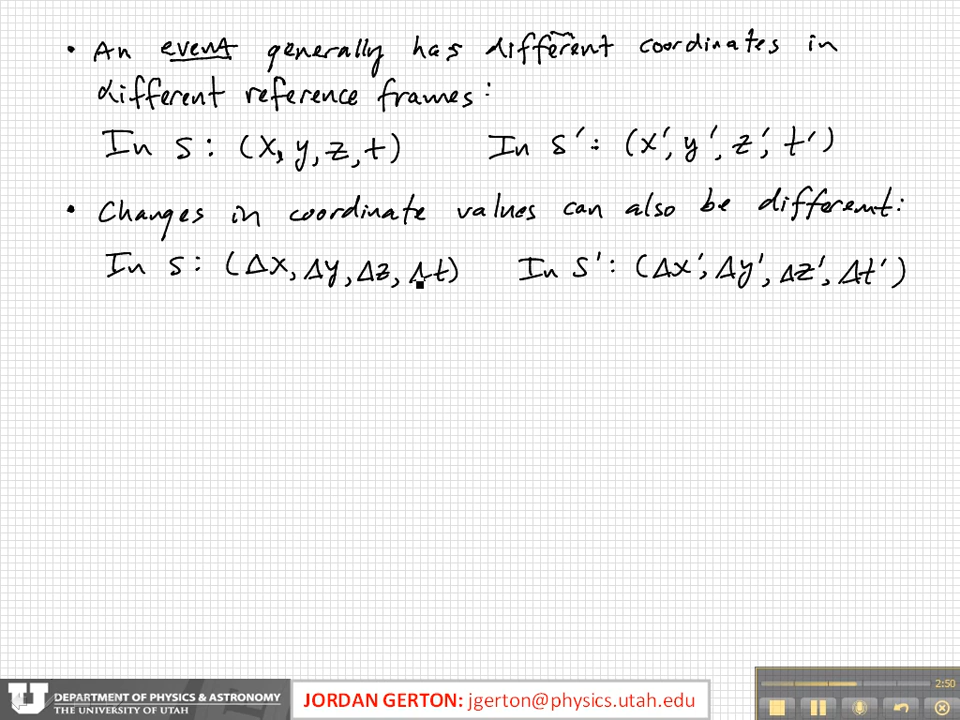 • An event generally has different coordinates in
different reference frames:
In S: (x, y, z, t) In S': (x', y', z', t')
• Changes in coordinate values can also be different:
In S: (Δx, Δy, Δz, Δt) In S': (Δx', Δy', Δz', Δt')
U DEPARTMENT OF PHYSICS & ASTRONOMY
THE UNIVERSITY OF UTAH
JORDAN GERTON: jgerton@physics.utah.edu
2:50